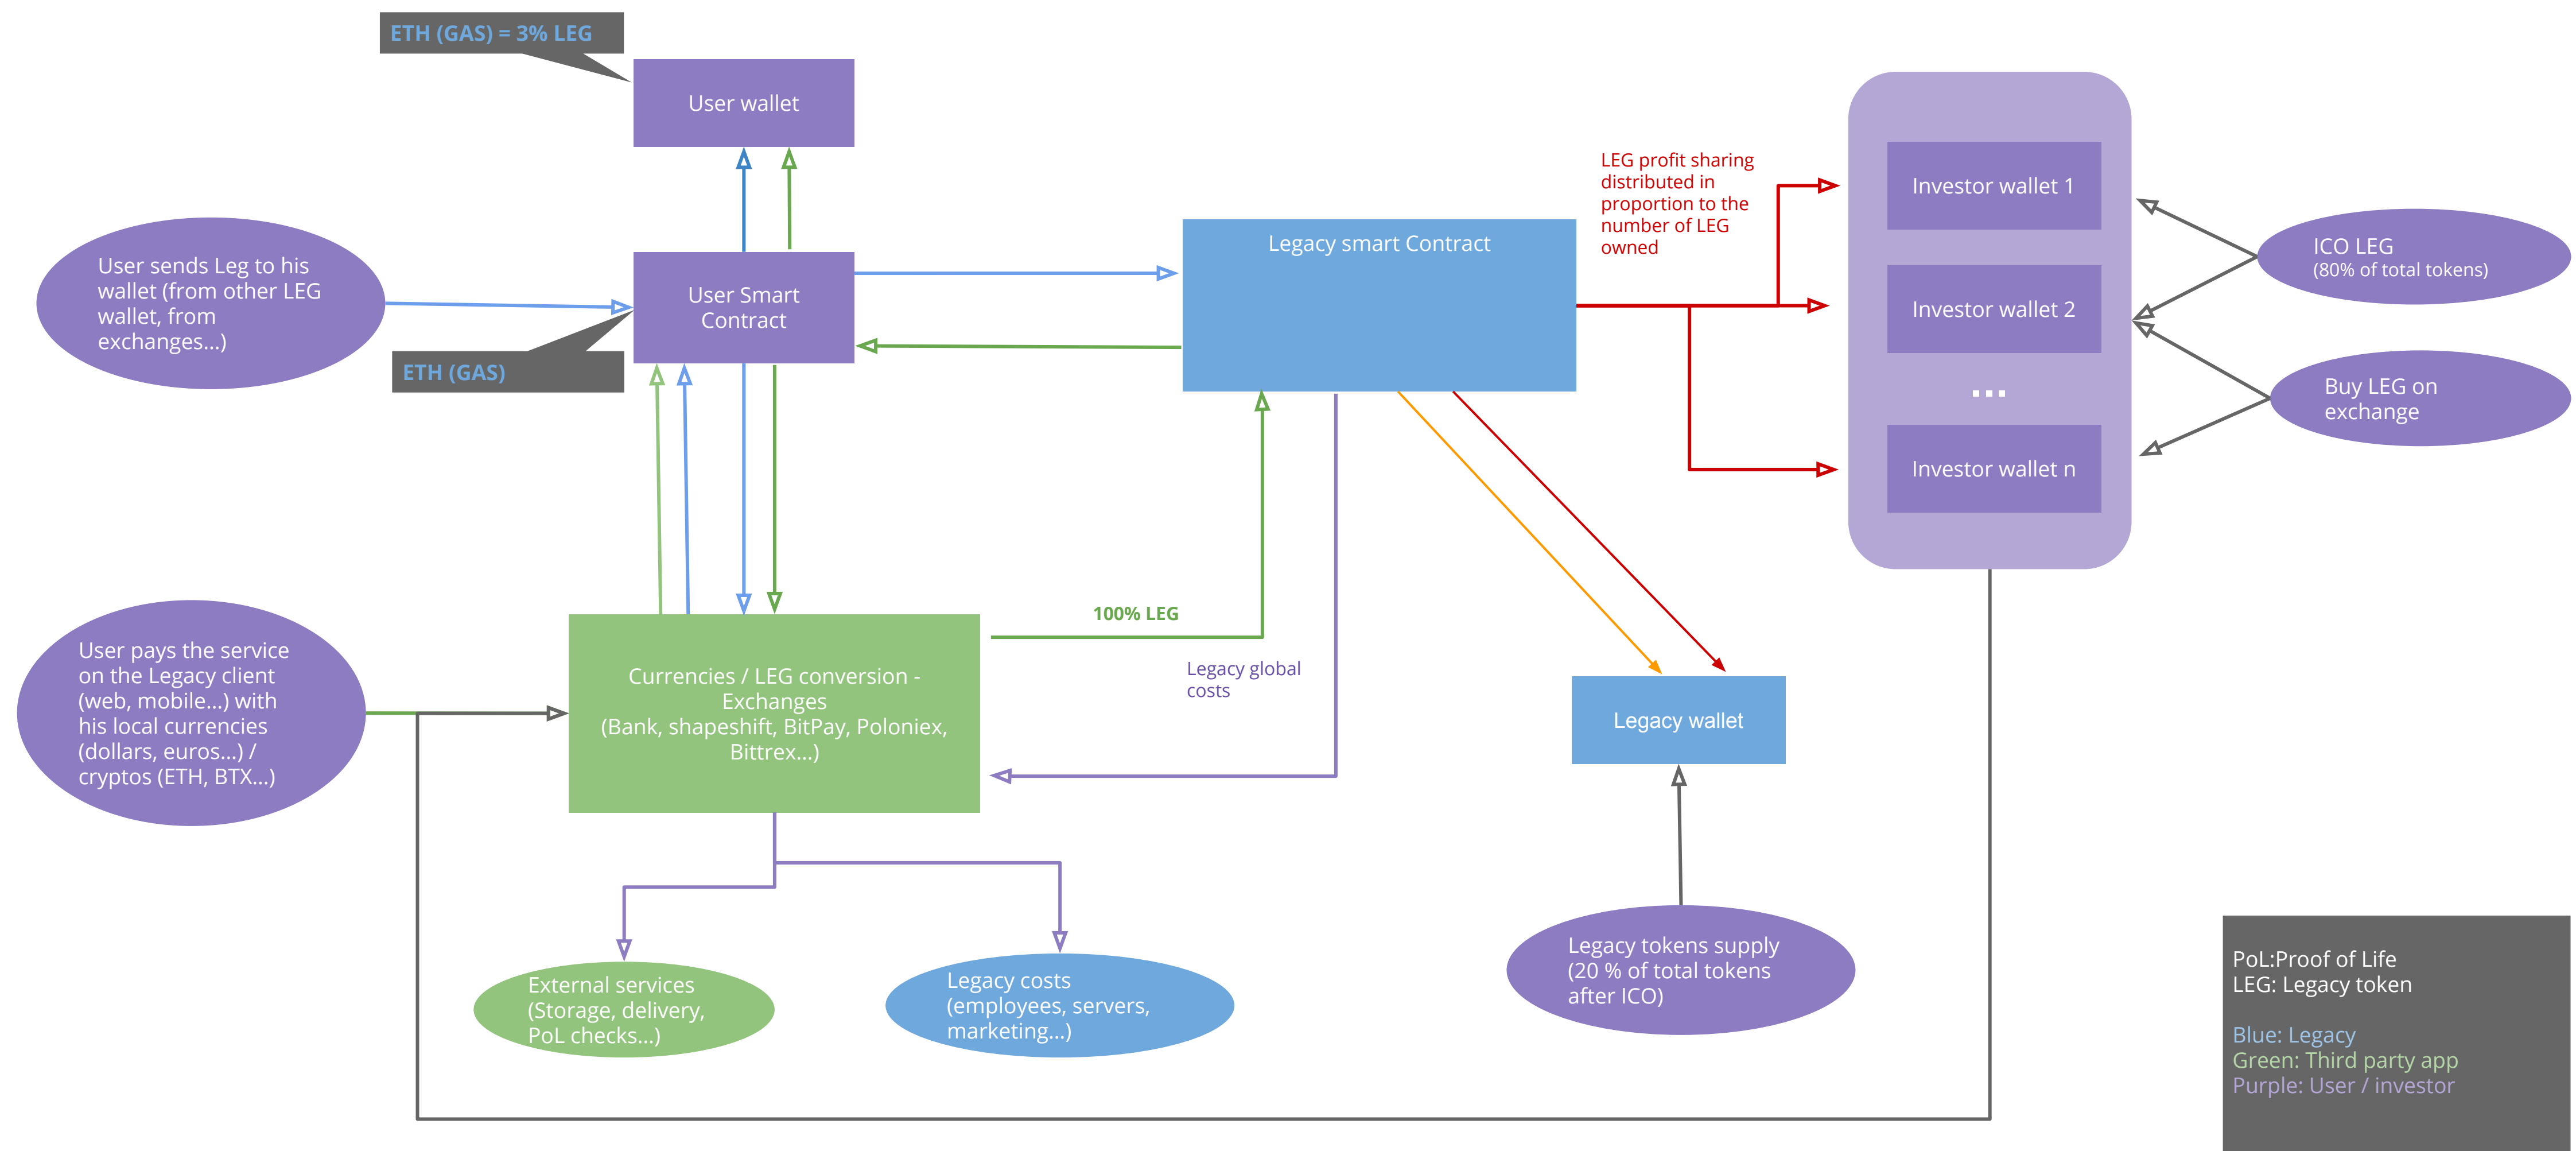 ETH (GAS) = 3% LEG
User wallet
User sends Leg to his
wallet (from other LEG
wallet, from
exchanges...)
User Smart
Contract
ETH (GAS)
Legacy smart Contract
LEG profit sharing
distributed in
proportion to the
number of LEG
owned
Investor wallet 1
Investor wallet 2
...
Investor wallet n
ICO LEG
(80% of total tokens)
Buy LEG on
exchange
User pays the service
on the Legacy client
(web, mobile...) with
his local currencies
(dollars, euros...) /
cryptos (ETH, BTX...)
Currencies / LEG conversion -
Exchanges
(Bank, shapeshift, BitPay, Poloniex,
Bittrex...)
100% LEG
Legacy global
costs
Legacy wallet
External services
(Storage, delivery,
PoL checks...)
Legacy costs
(employees, servers,
marketing...)
Legacy tokens supply
(20 % of total tokens
after ICO)
PoL:Proof of Life
LEG: Legacy token
Blue: Legacy
Green: Third party app
Purple: User / investor